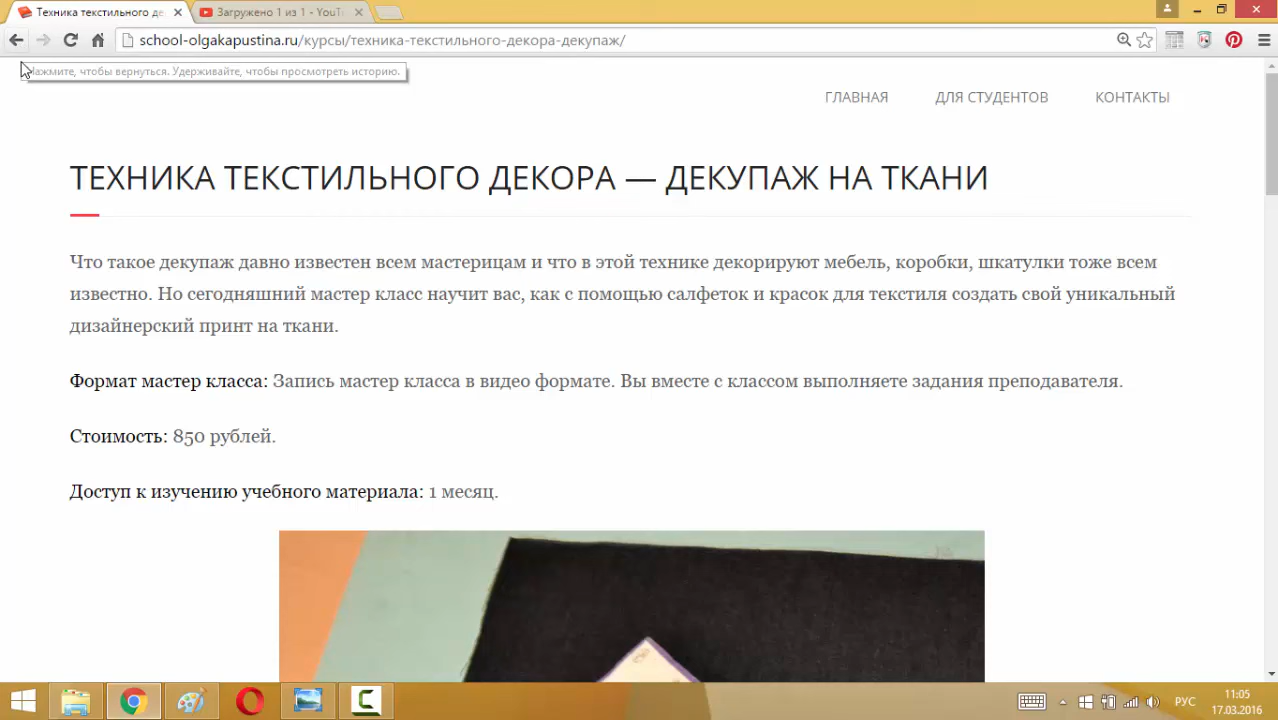 Техника текстильного де
Загружено 1 из 1 - YouT
school-olgakapustina.ru/курсы/техника-текстильного-декора-декупаж/
Нажмите, чтобы вернуться. Удерживайте, чтобы просмотреть историю.
ГЛАВНАЯ ДЛЯ СТУДЕНТОВ КОНТАКТЫ
ТЕХНИКА ТЕКСТИЛЬНОГО ДЕКОРА — ДЕКУПАЖ НА ТКАНИ
Что такое декупаж давно известен всем мастерицам и что в этой технике декорируют мебель, коробки, шкатулки тоже всем
известно. Но сегодняшний мастер класс научит вас, как с помощью салфеток и красок для текстиля создать свой уникальный
дизайнерский принт на ткани.
Формат мастер класса: Запись мастер класса в видео формате. Вы вместе с классом выполняете задания преподавателя.
Стоимость: 850 рублей.
Доступ к изучению учебного материала: 1 месяц.
РУС
11:05
17.03.2016